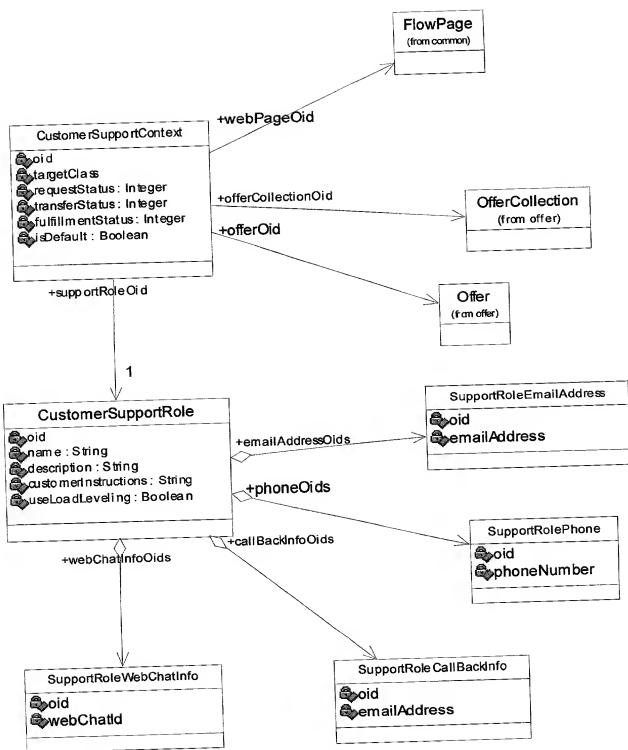 FlowPage
(from common)
+webPageOid
CustomerSupportContext
oid
targetClass
requestStatus : Integer
transferStatus : Integer
fulfillmentStatus : Integer
isDefault : Boolean
+offerCollectionOid
OfferCollection
(from offer)
+offerOid
Offer
(from offer)
+supportRoleOid
1
CustomerSupportRole
oid
name : String
description : String
customerInstructions : String
useLoadLeveling : Boolean
+emailAddressOids
SupportRoleEmailAddress
oid
emailAddress
+phoneOids
SupportRolePhone
oid
phoneNumber
+webChatInfoOids
+callBackInfoOids
SupportRoleWebChatInfo
oid
webChatId
SupportRoleCallBackInfo
oid
emailAddress